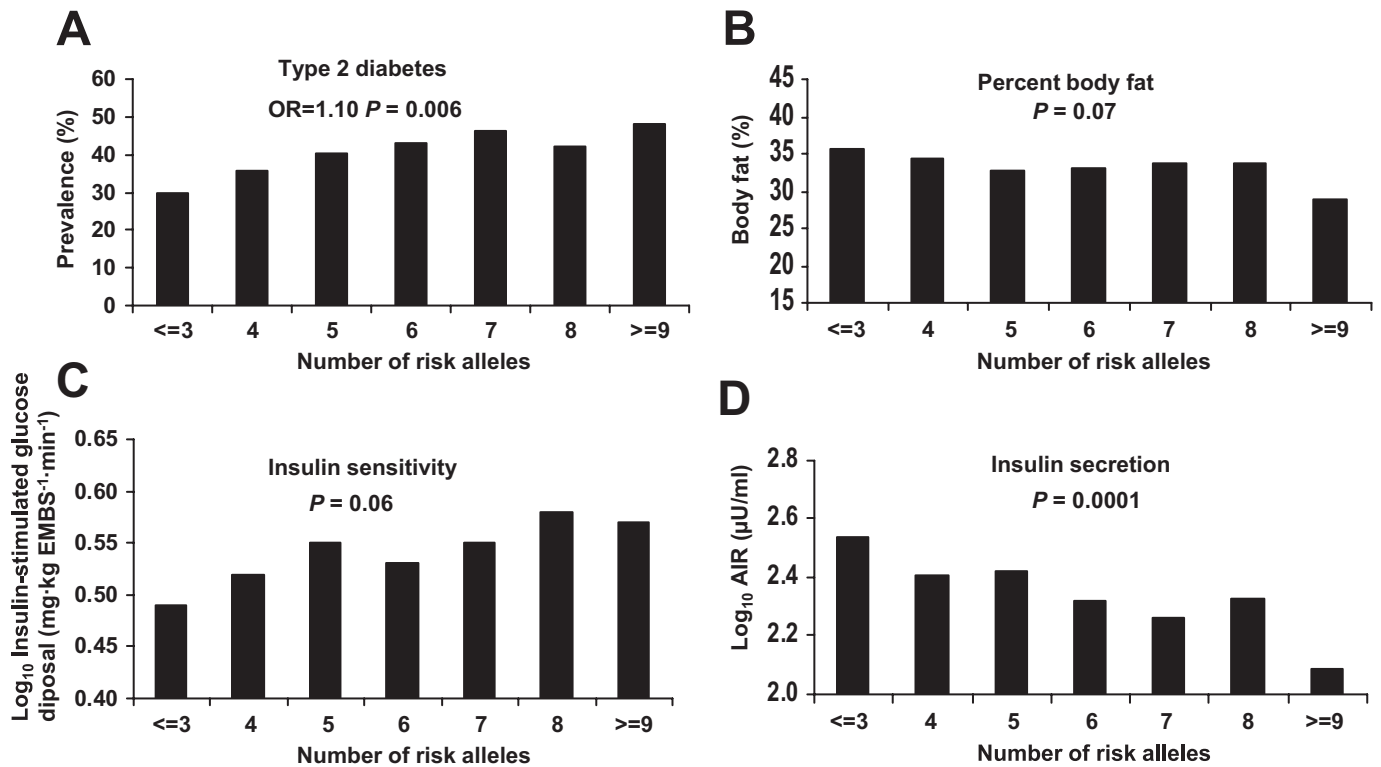 A
Type 2 diabetes
OR=1.10 P = 0.006
Prevalence (%)
60
50
40
30
20
10
0
<=3 4 5 6 7 8 >=9
Number of risk alleles
B
Percent body fat
P = 0.07
Body fat (%)
45
40
35
30
25
20
15
<=3 4 5 6 7 8 >=9
Number of risk alleles
C
Insulin sensitivity
P = 0.06
Log₁₀ Insulin-stimulated glucose
diposal (mg·kg EMBS⁻¹·min⁻¹)
0.65
0.60
0.55
0.50
0.45
0.40
<=3 4 5 6 7 8 >=9
Number of risk alleles
D
Insulin secretion
P = 0.0001
Log₁₀ AIR (µU/ml)
2.8
2.6
2.4
2.2
2.0
<=3 4 5 6 7 8 >=9
Number of risk alleles